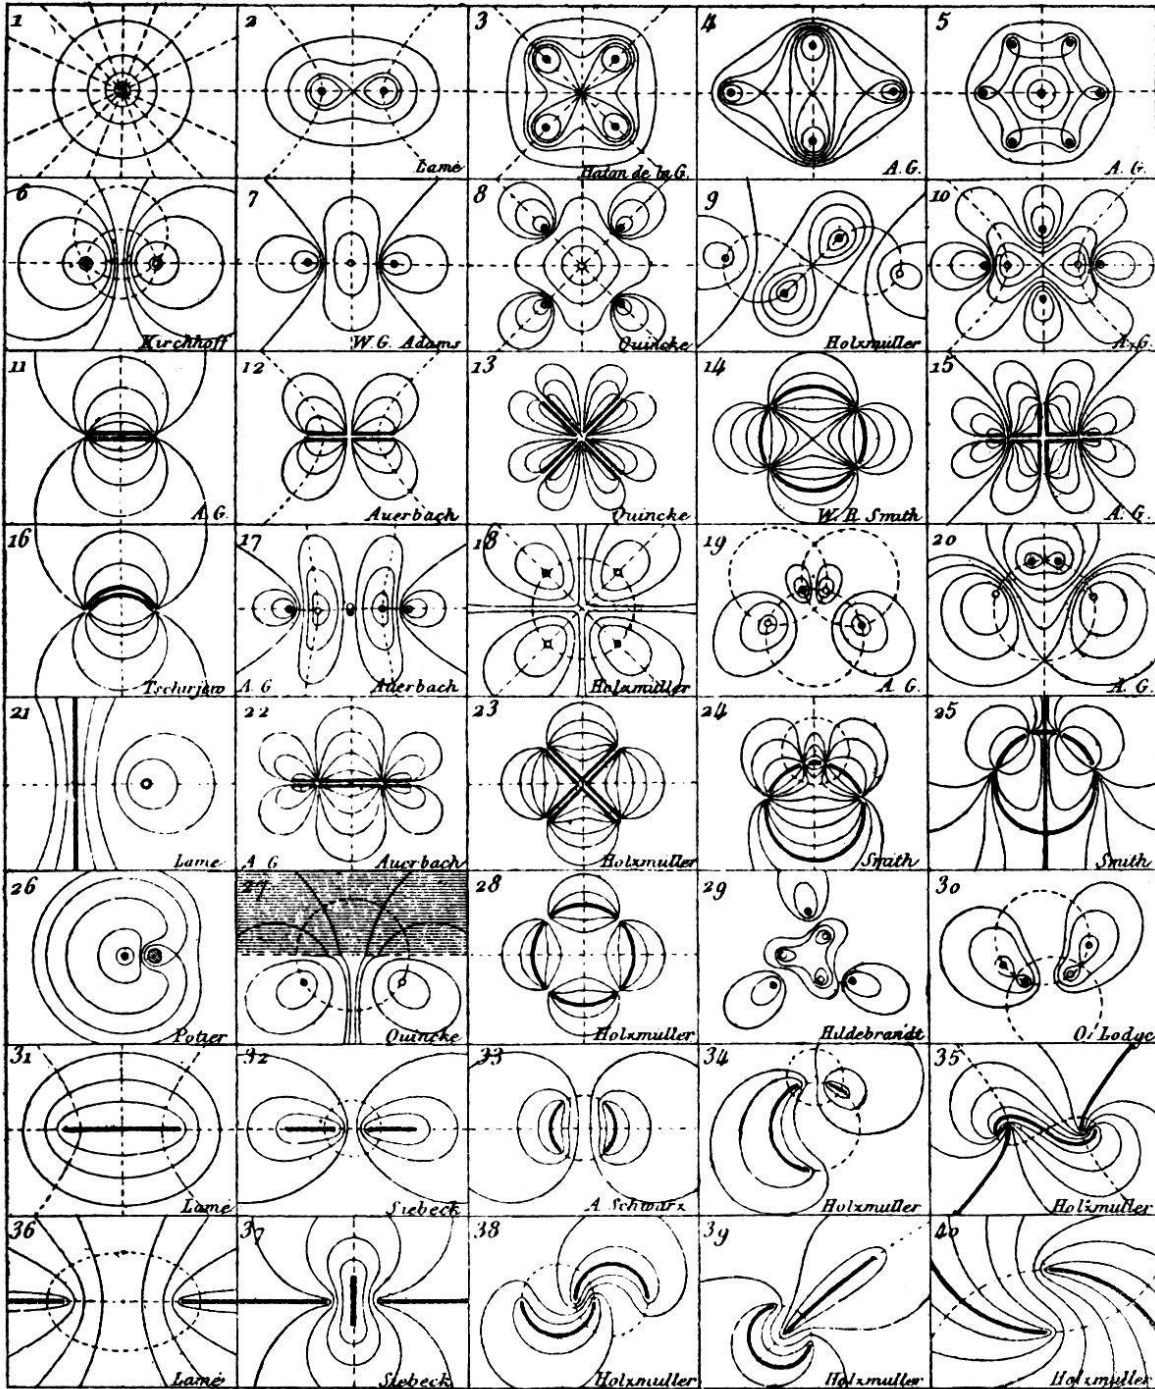 1 2 3 4 5
Lamé Haton de la G. A. G. A. G.
6 7 8 9 10
Kirchhoff W. G. Adams Quincke Holzmüller A. G.
11 12 13 14 15
A. G. Auerbach Quincke W. R. Smith A. G.
16 17 18 19 20
Tschirjew A. G Auerbach Holzmuller A. G. A. G.
21 22 23 24 25
Lame A G Auerbach Holzmuller Smith Smith
26 27 28 29 30
Potier Quincke Holzmuller Hildebrandt O. Lodge
31 32 33 34 35
Lamé Siebeck A Schwarz Holzmuller Holzmuller
36 37 38 39 40
Lamé Siebeck Holzmuller Holzmuller Holzmuller